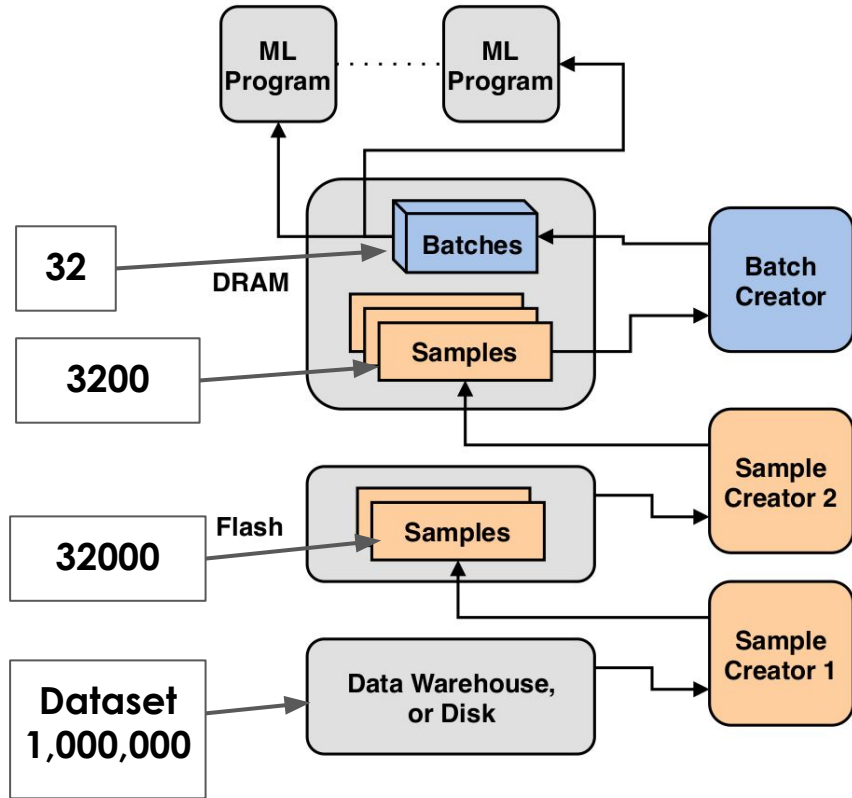 ML
Program
ML
Program
32
DRAM
Batches
Batch
Creator
3200
Samples
Sample
Creator 2
Flash
32000
Samples
Sample
Creator 1
Dataset
1,000,000
Data Warehouse,
or Disk